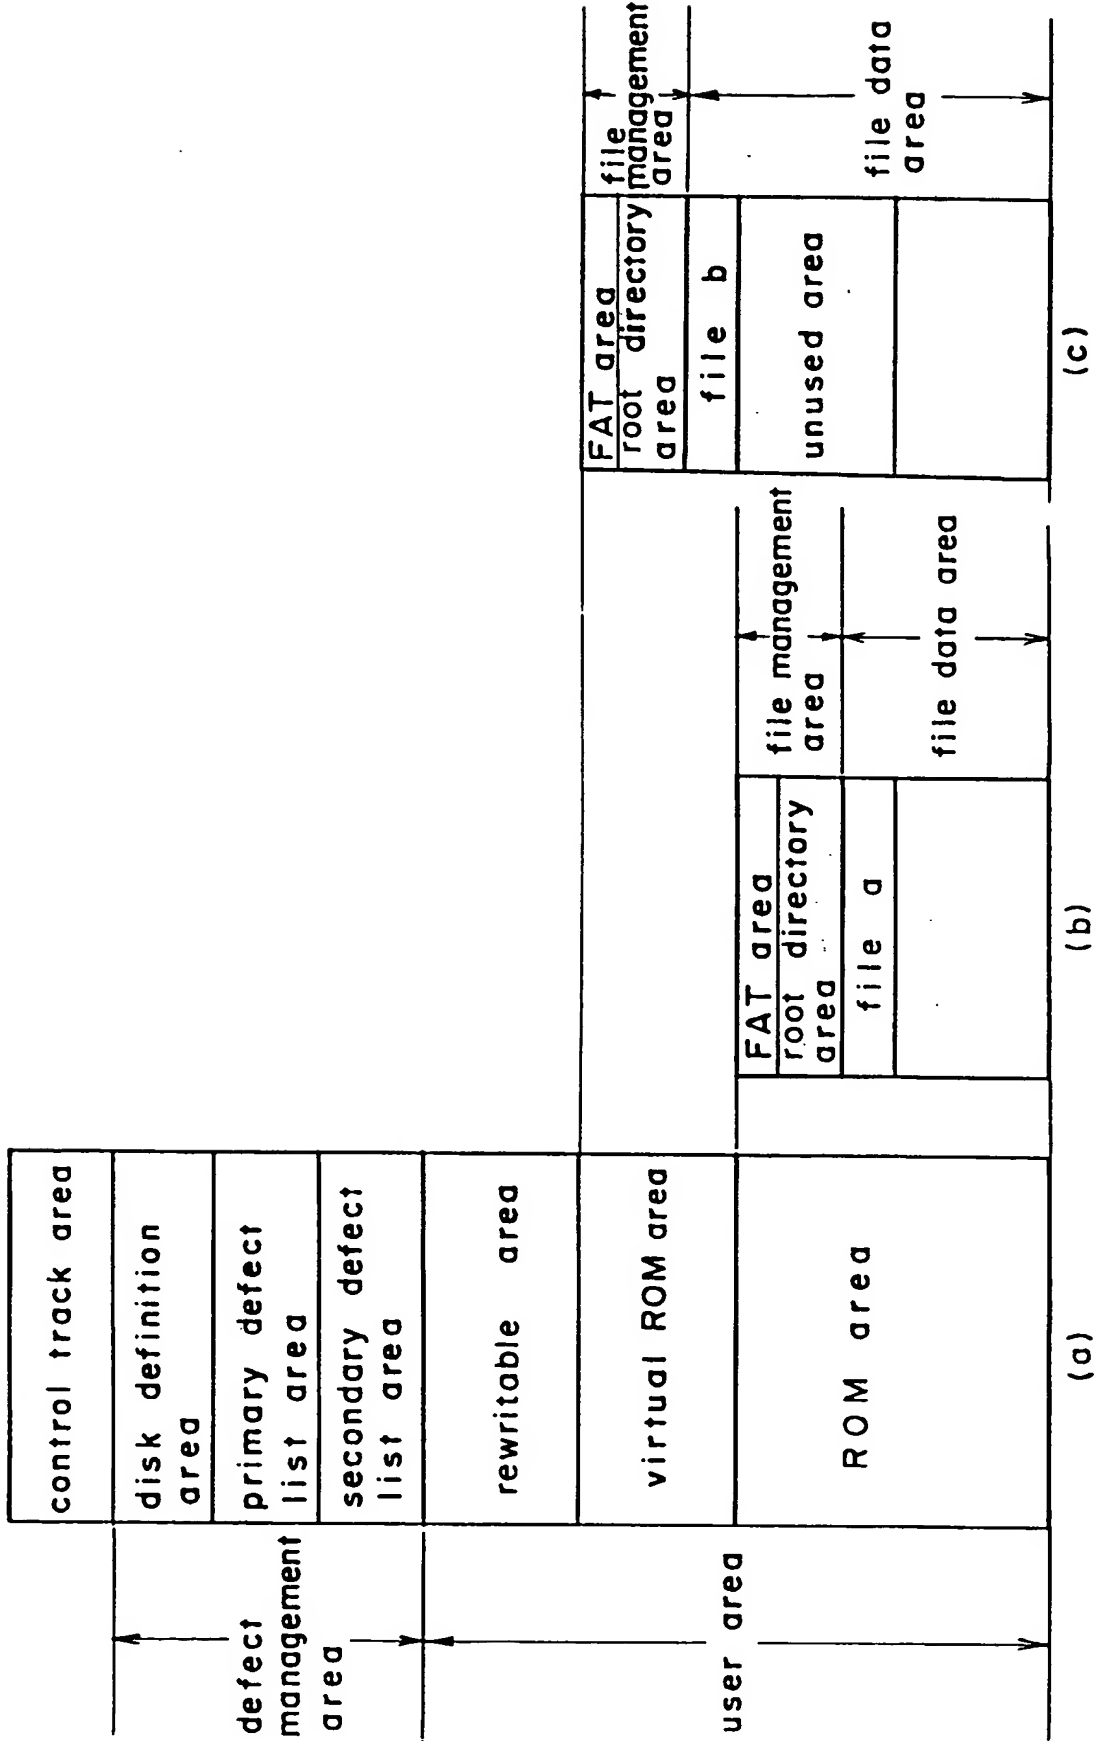 control track area
disk definition
area
primary defect
list area
secondary defect
list area
rewritable area
virtual ROM area
ROM area
defect
management
area
user area
(a)
FAT area
root directory
area
file a
file management
area
file data area
(b)
FAT area
root directory
area
file b
unused area
file
management
area
file data
area
(c)